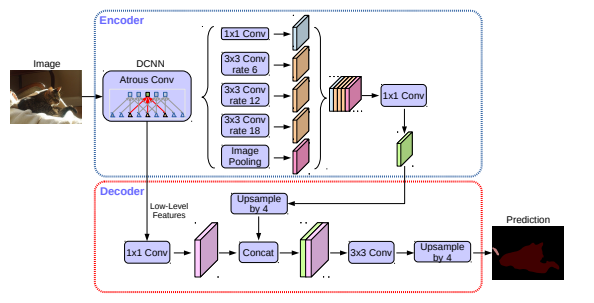 Encoder
Image
DCNN
Atrous Conv
1x1 Conv
3x3 Conv
rate 6
3x3 Conv
rate 12
3x3 Conv
rate 18
Image
Pooling
1x1 Conv
Decoder
Low-Level
Features
Upsample
by 4
1x1 Conv
Concat
3x3 Conv
Upsample
by 4
Prediction